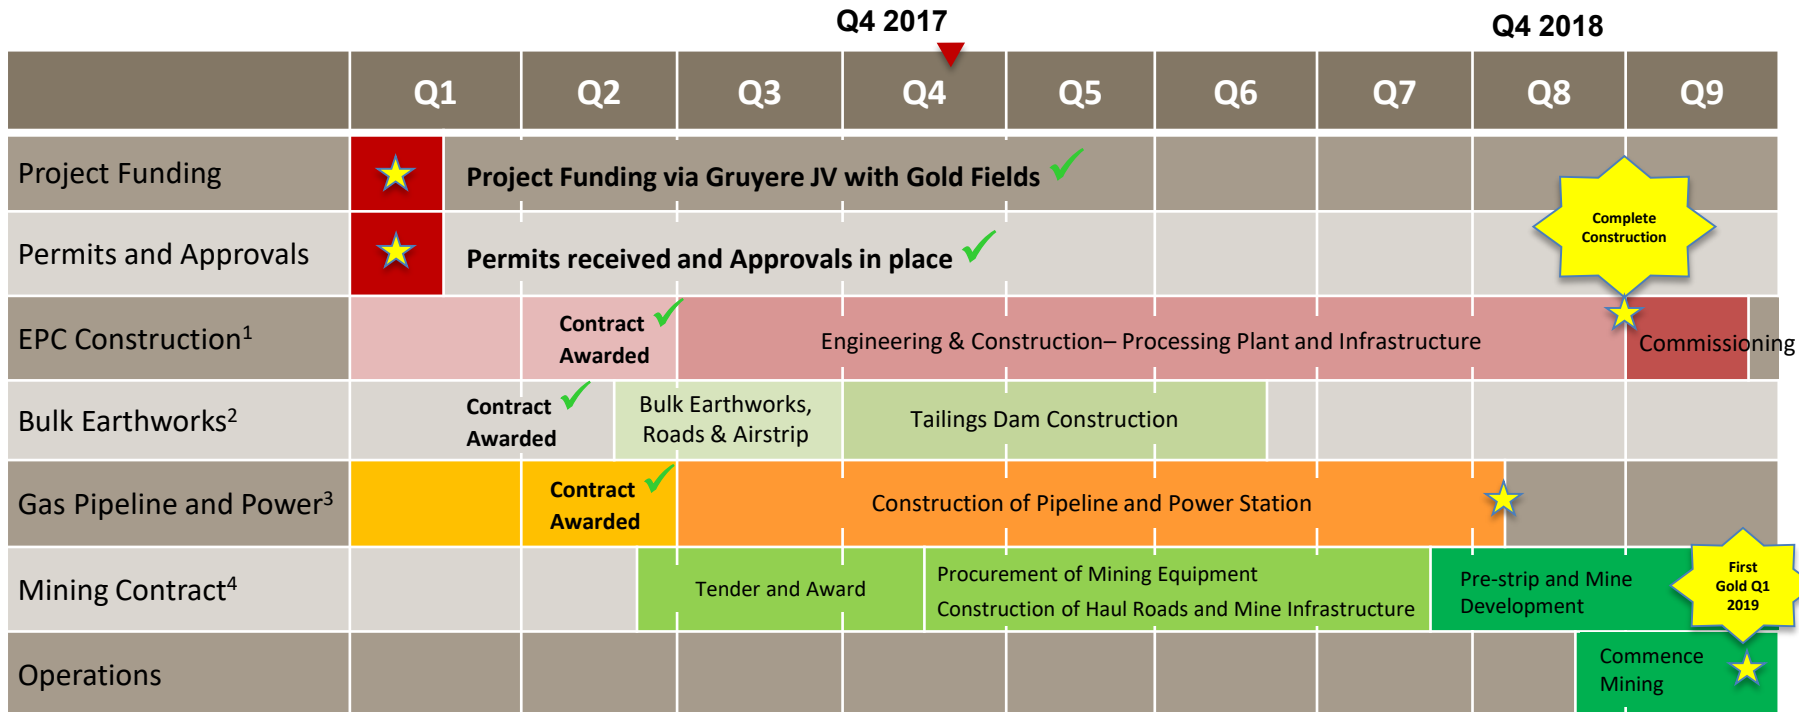 Q4 2017
Q4 2018
Q1 Q2 Q3 Q4 Q5 Q6 Q7 Q8 Q9
Project Funding
Project Funding via Gruyere JV with Gold Fields
Complete
Construction
Permits and Approvals
Permits received and Approvals in place
EPC Construction1
Contract
Awarded
Engineering & Construction– Processing Plant and Infrastructure
Commissioning
Bulk Earthworks2
Contract
Awarded
Bulk Earthworks,
Roads & Airstrip
Tailings Dam Construction
Gas Pipeline and Power3
Contract
Awarded
Construction of Pipeline and Power Station
Mining Contract4
Tender and Award
Procurement of Mining Equipment
Construction of Haul Roads and Mine Infrastructure
Pre-strip and Mine
Development
First
Gold Q1
2019
Operations
Commence
Mining